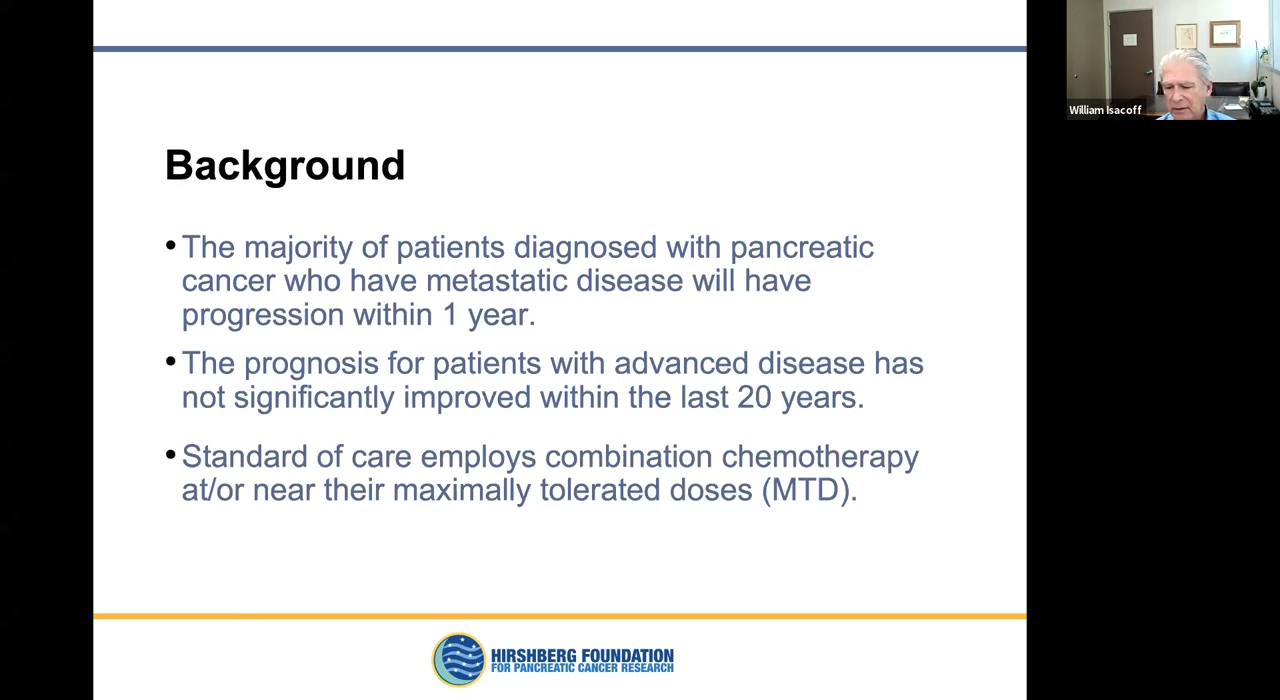 William Isacoff
Background
• The majority of patients diagnosed with pancreatic
cancer who have metastatic disease will have
progression within 1 year.
• The prognosis for patients with advanced disease has
not significantly improved within the last 20 years.
• Standard of care employs combination chemotherapy
at/or near their maximally tolerated doses (MTD).
HIRSHBERG FOUNDATION
FOR PANCREATIC CANCER RESEARCH